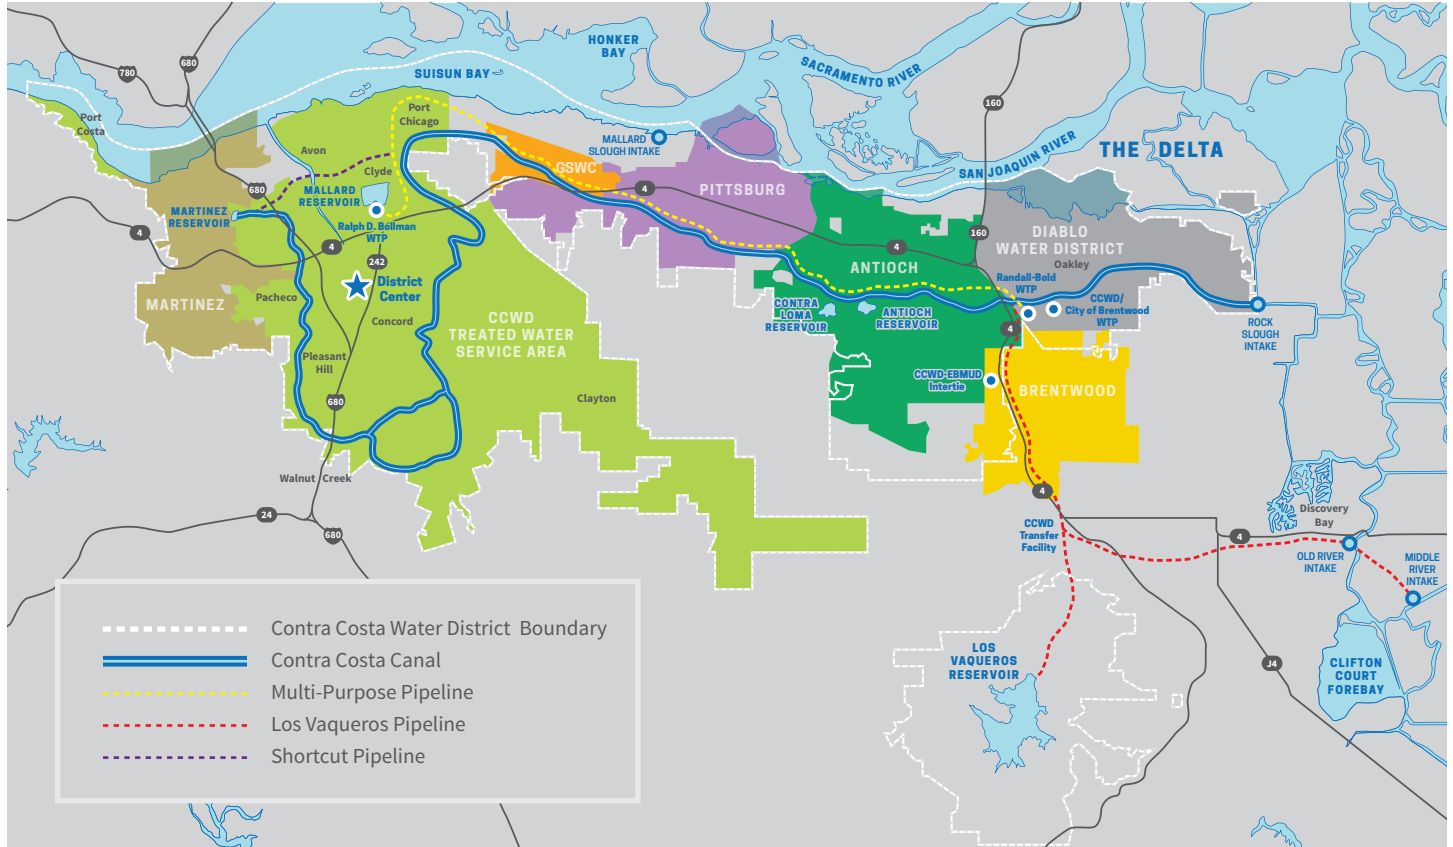 HONKER
BAY
SUISUN BAY
SACRAMENTO RIVER
680
780
160
Port
Costa
Port
Chicago
MALLARD
SLOUGH INTAKE
SAN JOAQUIN RIVER
THE DELTA
Avon
Clyde
GSWC
680
MALLARD
RESERVOIR
4
PITTSBURG
MARTINEZ
RESERVOIR
Ralph D. Bollman
WTP
4
4
160
4
DIABLO
WATER DISTRICT
Oakley
242
ANTIOCH
District
Center
Randall-Bold
WTP
MARTINEZ
Pacheco
Concord
CCWD
TREATED WATER
SERVICE AREA
CONTRA
LOMA
RESERVOIR
ANTIOCH
RESERVOIR
CCWD/
City of Brentwood
WTP
4
ROCK
SLOUGH
INTAKE
Pleasant
Hill
CCWD-EBMUD
Intertie
BRENTWOOD
680
Clayton
Walnut Creek
4
24
680
CCWD
Transfer
Facility
Discovery
Bay
4
OLD RIVER
INTAKE
MIDDLE
RIVER
INTAKE
Contra Costa Water District Boundary
Contra Costa Canal
Multi-Purpose Pipeline
Los Vaqueros Pipeline
Shortcut Pipeline
LOS
VAQUEROS
RESERVOIR
J4
CLIFTON
COURT
FOREBAY